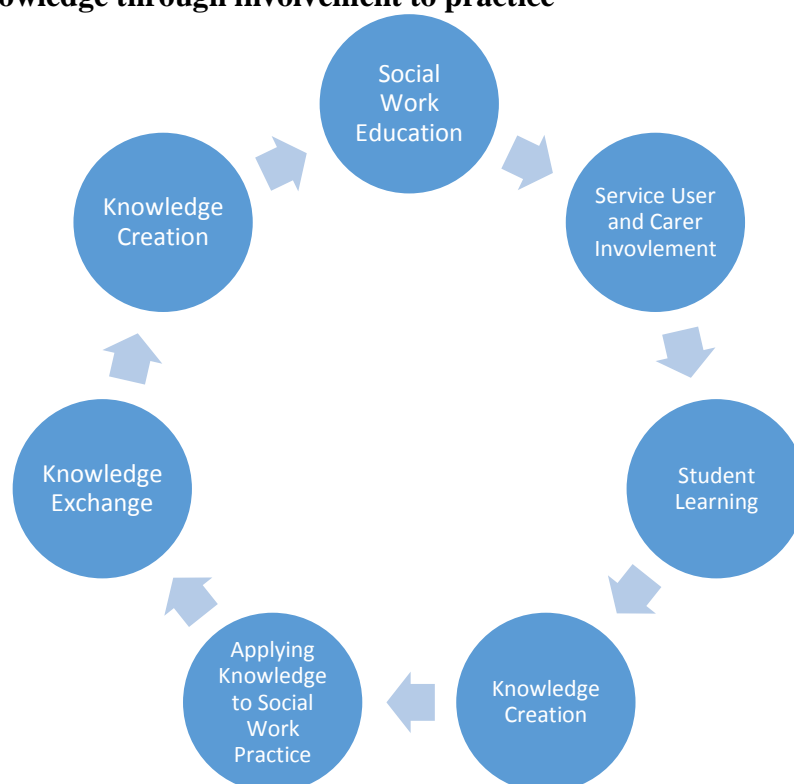 owledge through involvement to practice
Social
Work
Education
Service User
and Carer
Invovlement
Student
Learning
Knowledge
Creation
Applying
Knowledge
to Social
Work
Practice
Knowledge
Exchange
Knowledge
Creation